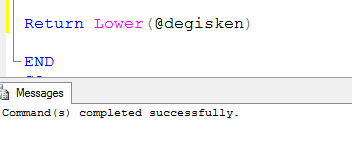 Return Lower(@degisken)
END
Messages
Command(s) completed successfully.